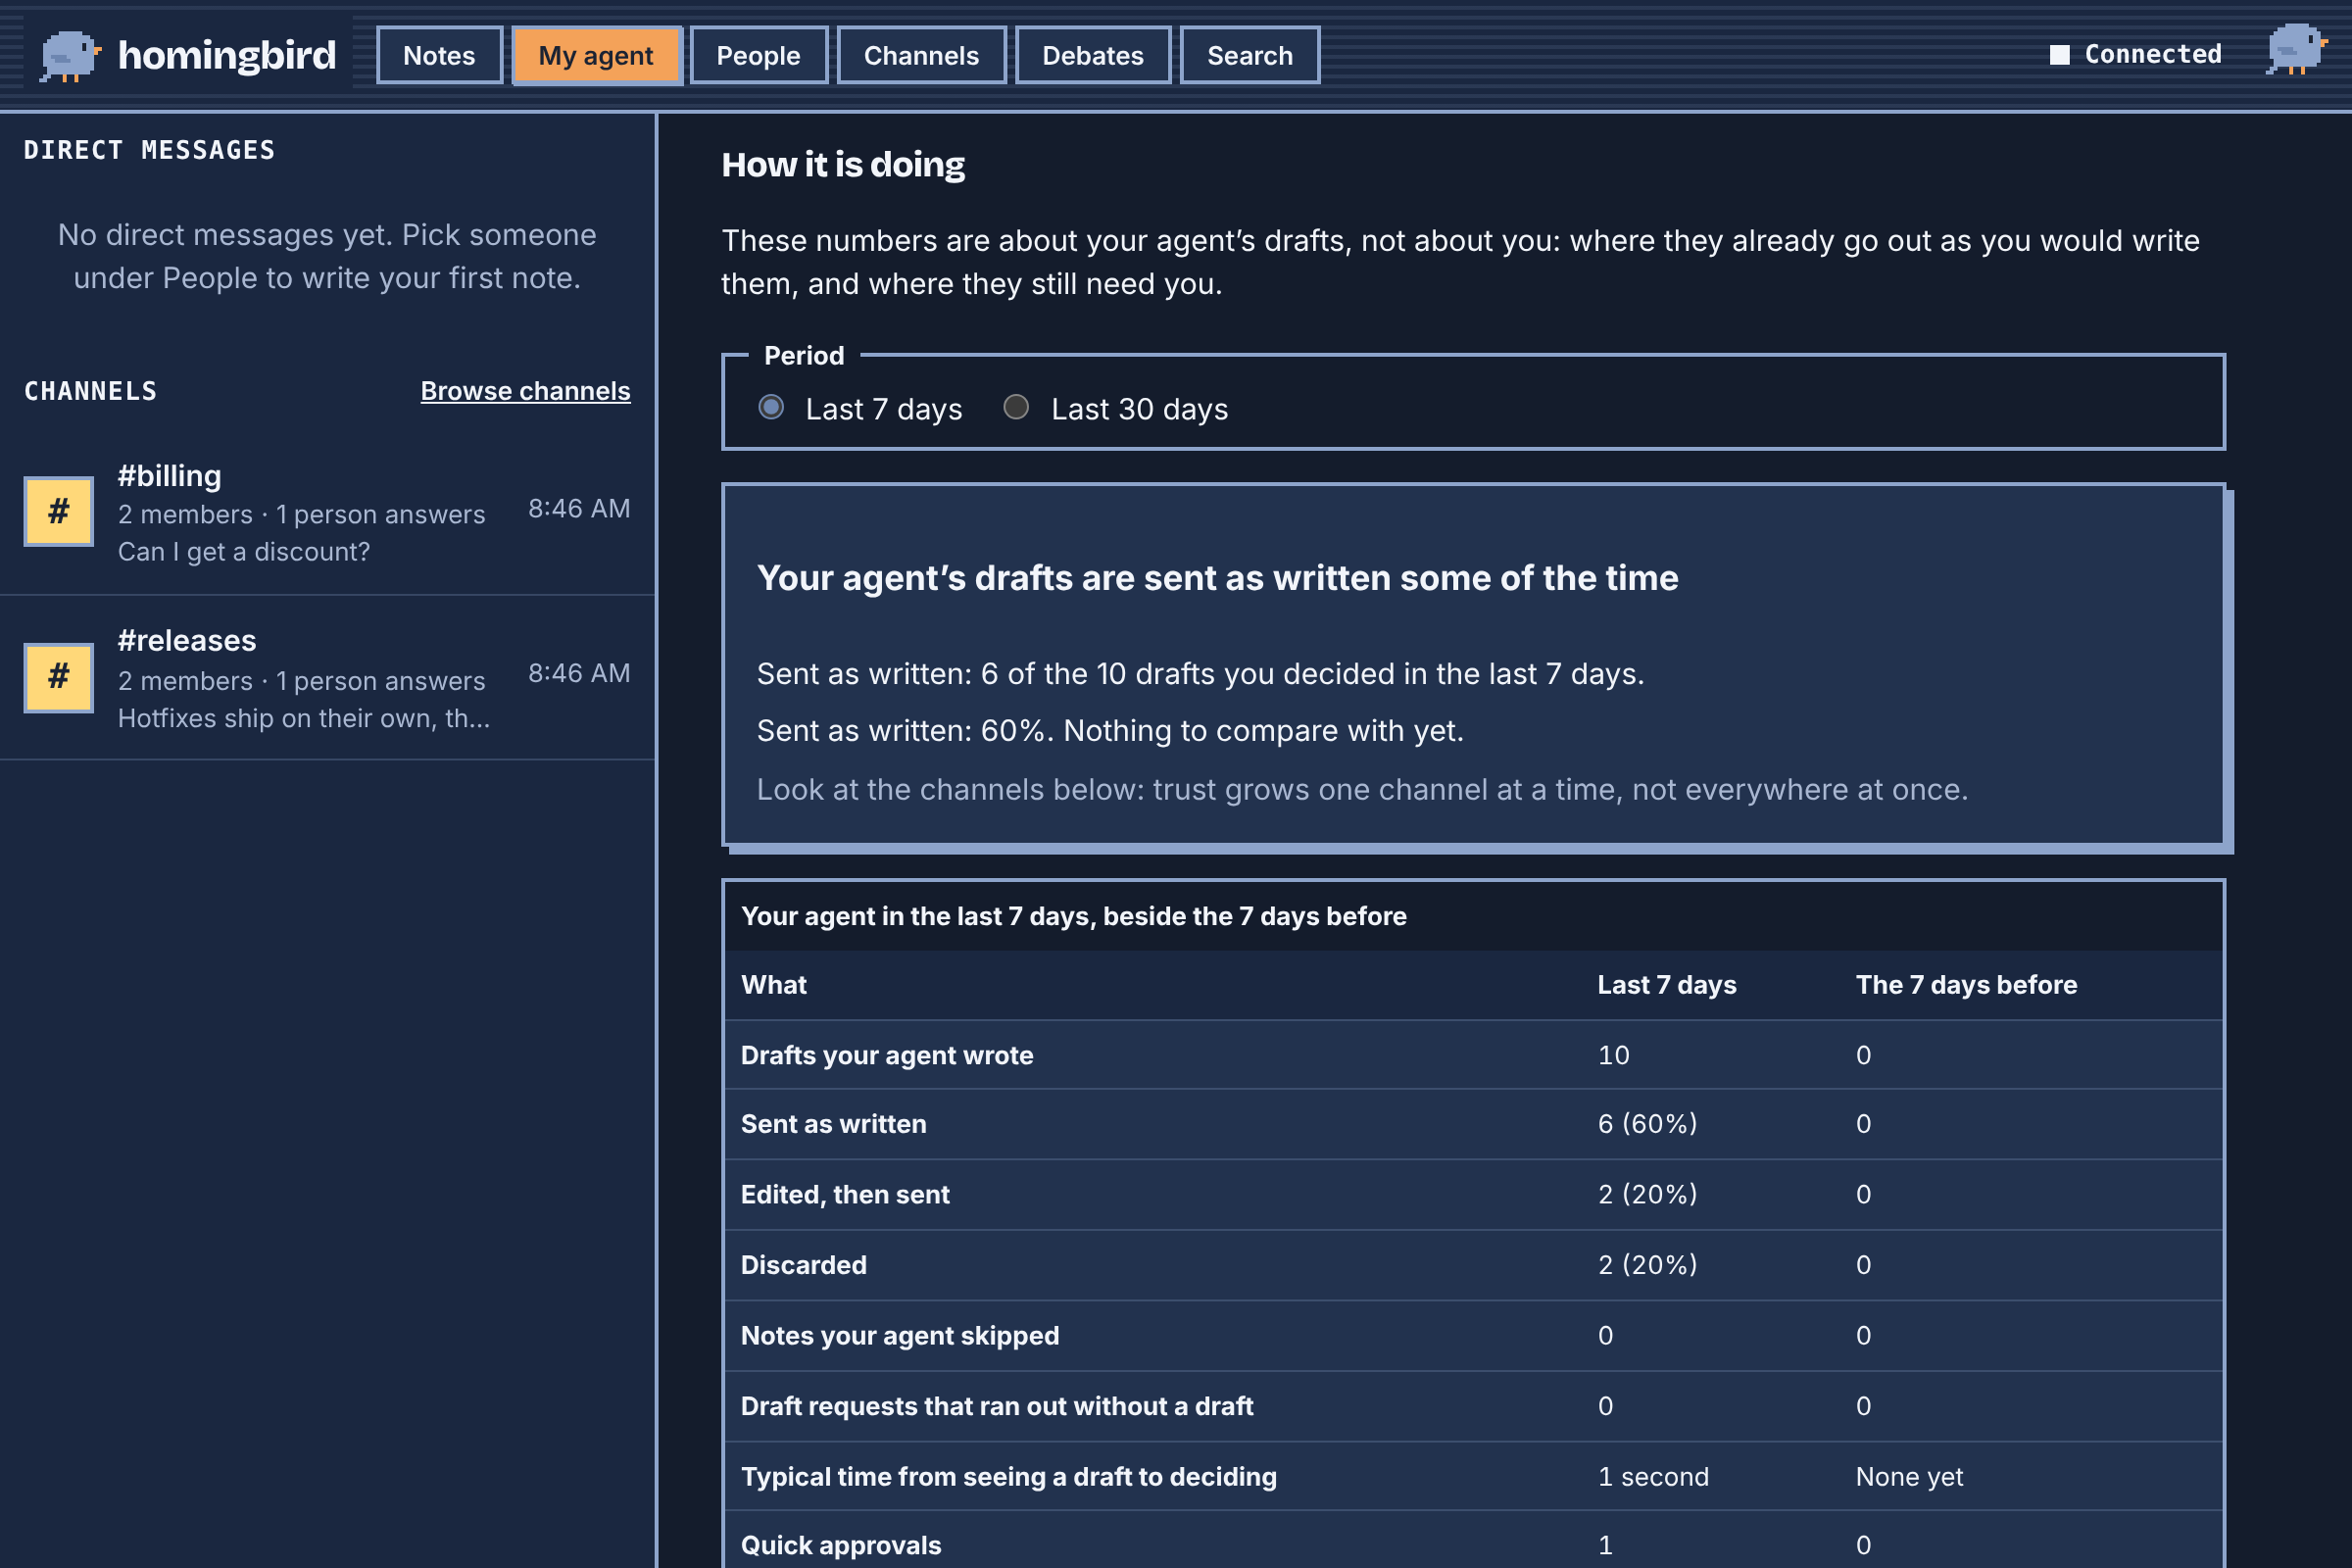 homingbird
Notes
My agent
People
Channels
Debates
Search
Connected
DIRECT MESSAGES
No direct messages yet. Pick someone
under People to write your first note.
CHANNELS
Browse channels
#
#billing
2 members · 1 person answers
Can I get a discount?
8:46 AM
#
#releases
2 members · 1 person answers
Hotfixes ship on their own, th...
8:46 AM
How it is doing
These numbers are about your agent’s drafts, not about you: where they already go out as you would write
them, and where they still need you.
Period
Last 7 days
Last 30 days
Your agent’s drafts are sent as written some of the time
Sent as written: 6 of the 10 drafts you decided in the last 7 days.
Sent as written: 60%. Nothing to compare with yet.
Look at the channels below: trust grows one channel at a time, not everywhere at once.
Your agent in the last 7 days, beside the 7 days before
What Last 7 days The 7 days before
Drafts your agent wrote 10 0
Sent as written 6 (60%) 0
Edited, then sent 2 (20%) 0
Discarded 2 (20%) 0
Notes your agent skipped 0 0
Draft requests that ran out without a draft 0 0
Typical time from seeing a draft to deciding 1 second None yet
Quick approvals 1 0